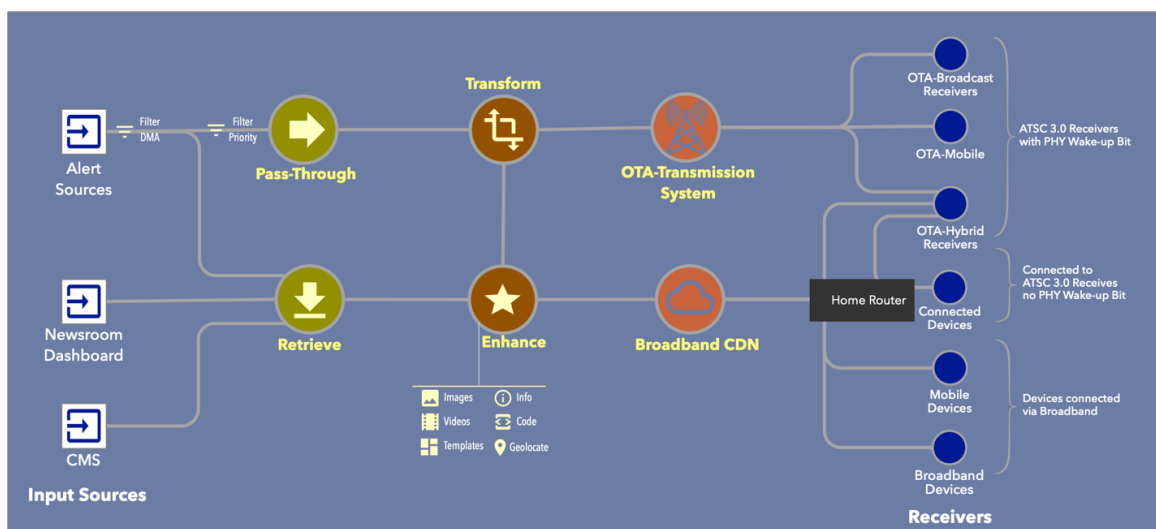 Transform
Filter
DMA
Filter
Priority
Alert
Sources
Pass-Through
OTA-Transmission
System
OTA-Broadcast
Receivers
OTA-Mobile
ATSC 3.0 Receivers
with PHY Wake-up Bit
OTA-Hybrid
Receivers
Newsroom
Dashboard
Retrieve
Enhance
Broadband CDN
Home Router
Connected
Devices
Connected to
ATSC 3.0 Receives
no PHY Wake-up Bit
Images
Info
Videos
Code
Templates
Geolocate
Mobile
Devices
Devices connected
via Broadband
CMS
Broadband
Devices
Input Sources
Receivers